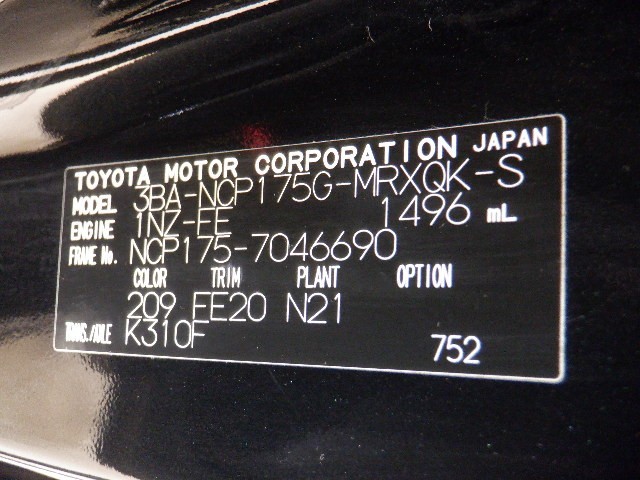 TOYOTA MOTOR CORPORATION JAPAN
MODEL 3BA-NCP175G-MRXQK-S
ENGINE 1NZ-FE 1496 mL
FRAME No. NCP175-7046690
COLOR TRIM PLANT OPTION
209 FE20 N21
TRANS./AXLE K310F
752